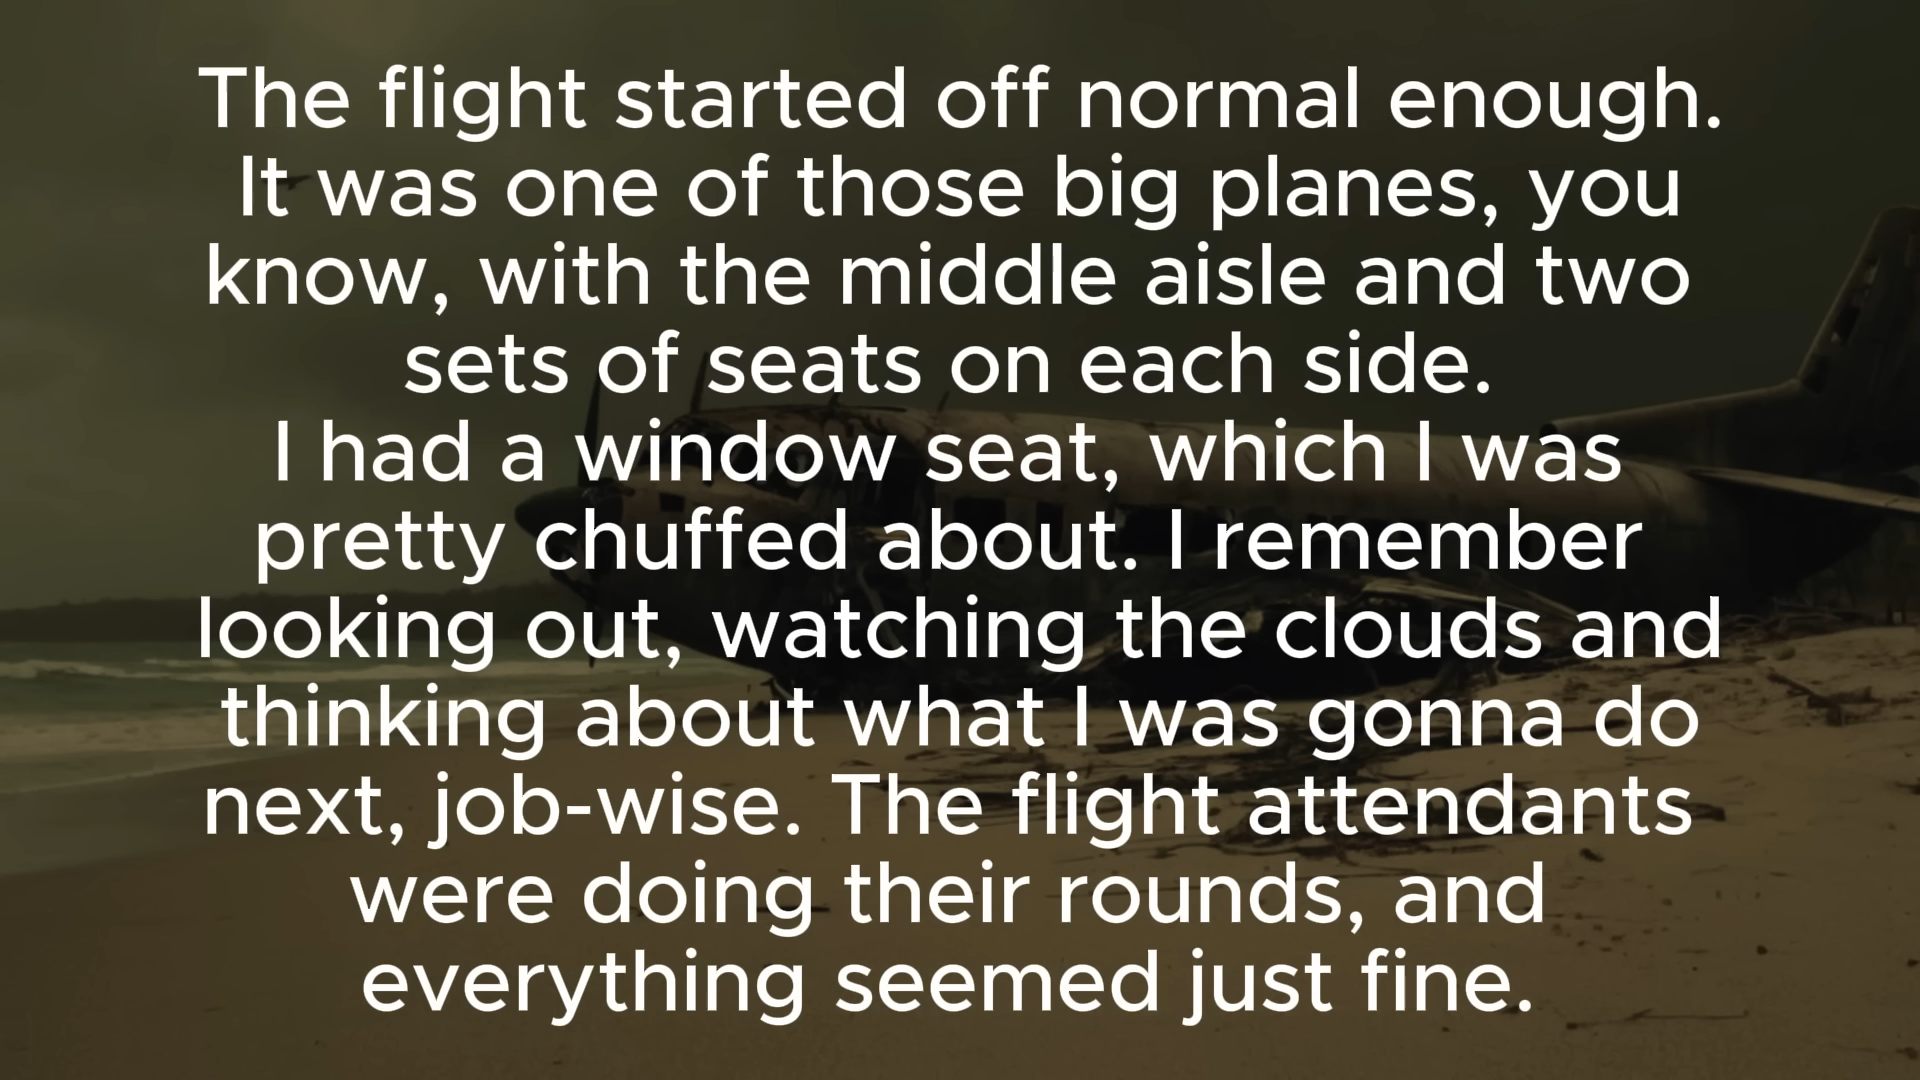 The flight started off normal enough.
It was one of those big planes, you
know, with the middle aisle and two
sets of seats on each side.
I had a window seat, which I was
pretty chuffed about. I remember
looking out, watching the clouds and
thinking about what I was gonna do
next, job-wise. The flight attendants
were doing their rounds, and
everything seemed just fine.